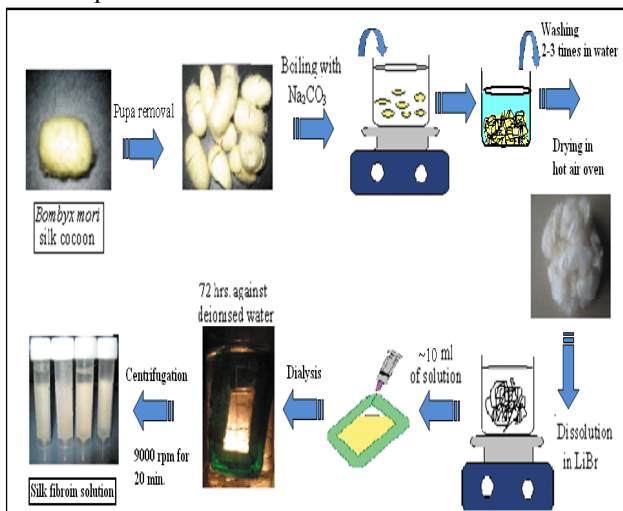 Pupa removal
Bombyx mori
silk cocoon
Boiling with
Na₂CO₃
Washing
2-3 times in water
Drying in
hot air oven
Dissolution
in LiBr
~10 ml
of solution
Dialysis
72 hrs. against
deionised water
Centrifugation
9000 rpm for
20 min.
Silk fibroin solution